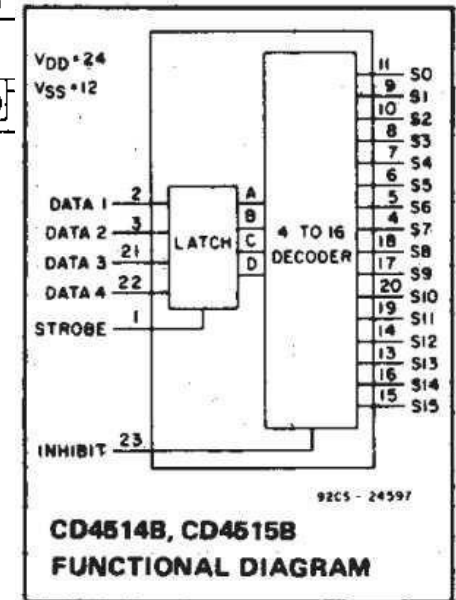 VDD = 24
VSS = 12
DATA 1 2
DATA 2 3
DATA 3 21
DATA 4 22
STROBE 1
INHIBIT 23
LATCH
A
B
C
D
4 TO 16
DECODER
11 S0
9 S1
10 S2
8 S3
7 S4
6 S5
5 S6
4 S7
18 S8
17 S9
20 S10
19 S11
14 S12
13 S13
16 S14
15 S15
92CS - 24597
CD4514B, CD4515B
FUNCTIONAL DIAGRAM